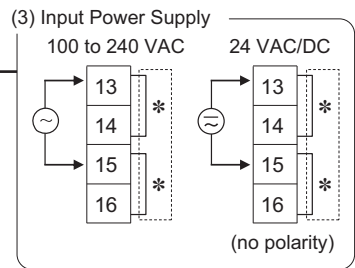 (3) Input Power Supply
100 to 240 VAC 24 VAC/DC
13 13
14 * 14 *
15 15
16 * 16 *
(no polarity)